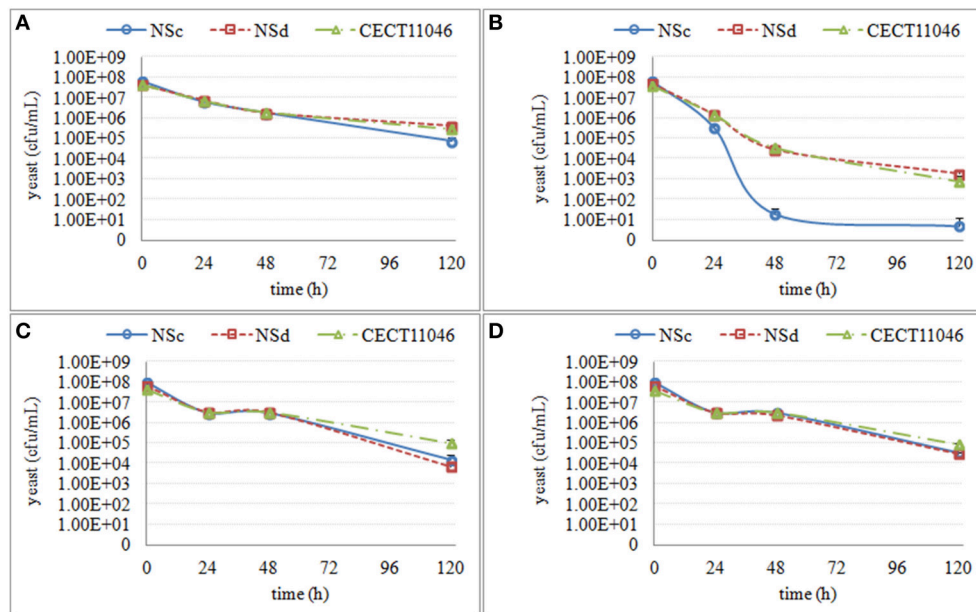 A
NSc NSd CECT11046
1.00E+09
1.00E+08
1.00E+07
1.00E+06
1.00E+05
1.00E+04
1.00E+03
1.00E+02
1.00E+01
0
yeast (cfu/mL)
0 24 48 72 96 120
time (h)
B
NSc NSd CECT11046
1.00E+09
1.00E+08
1.00E+07
1.00E+06
1.00E+05
1.00E+04
1.00E+03
1.00E+02
1.00E+01
0
yeast (cfu/mL)
0 24 48 72 96 120
time (h)
C
NSc NSd CECT11046
1.00E+09
1.00E+08
1.00E+07
1.00E+06
1.00E+05
1.00E+04
1.00E+03
1.00E+02
1.00E+01
0
yeast (cfu/mL)
0 24 48 72 96 120
time (h)
D
NSc NSd CECT11046
1.00E+09
1.00E+08
1.00E+07
1.00E+06
1.00E+05
1.00E+04
1.00E+03
1.00E+02
1.00E+01
0
yeast (cfu/mL)
0 24 48 72 96 120
time (h)